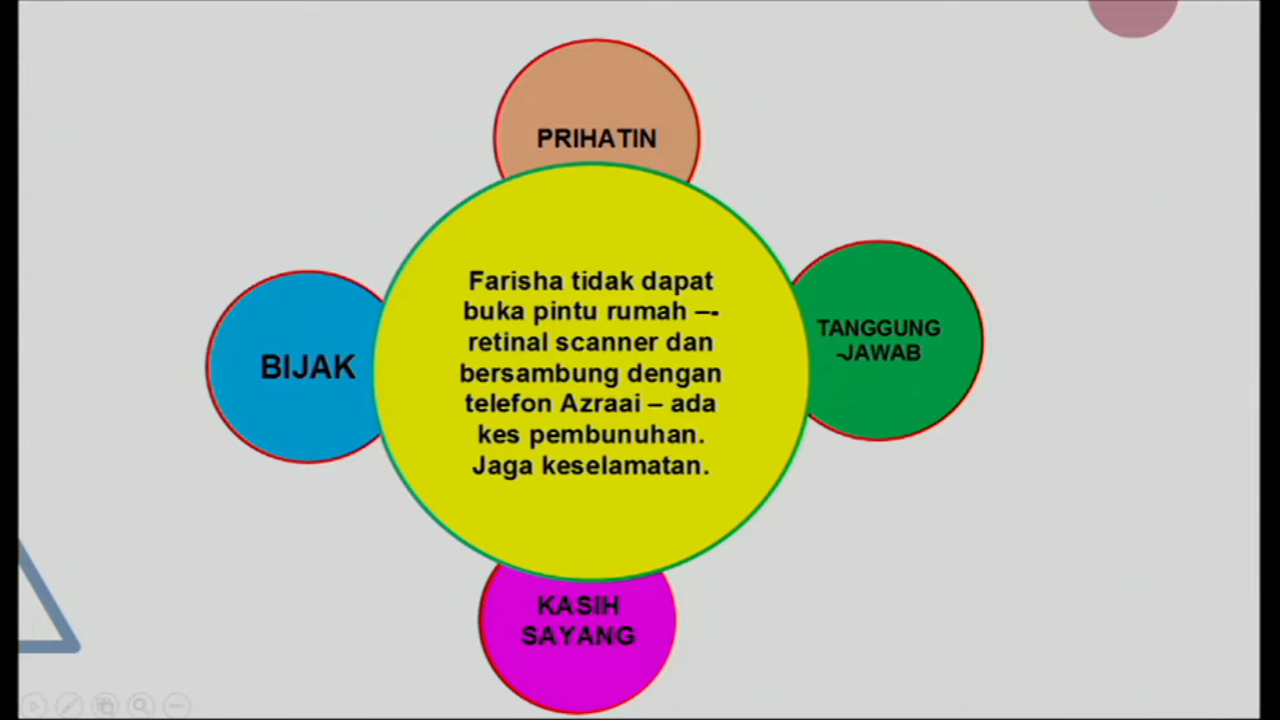 PRIHATIN
Farisha tidak dapat
buka pintu rumah –-
retinal scanner dan
bersambung dengan
telefon Azraai – ada
kes pembunuhan.
Jaga keselamatan.
TANGGUNG
-JAWAB
BIJAK
KASIH
SAYANG